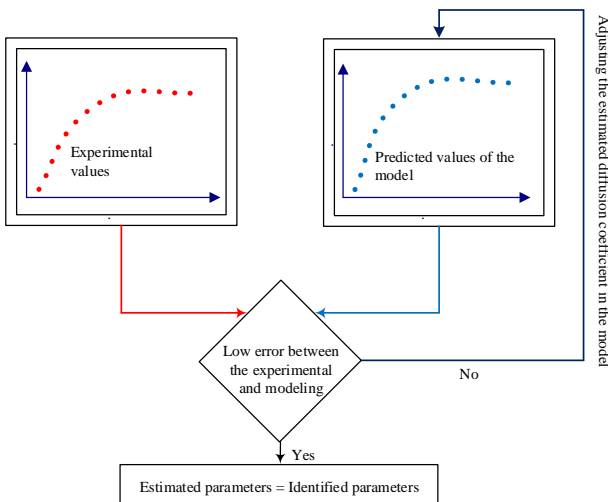 Experimental
values
Predicted values of the
model
Adjusting the estimated diffusion coefficient in the model
Low error between
the experimental
and modeling
No
Yes
Estimated parameters = Identified parameters